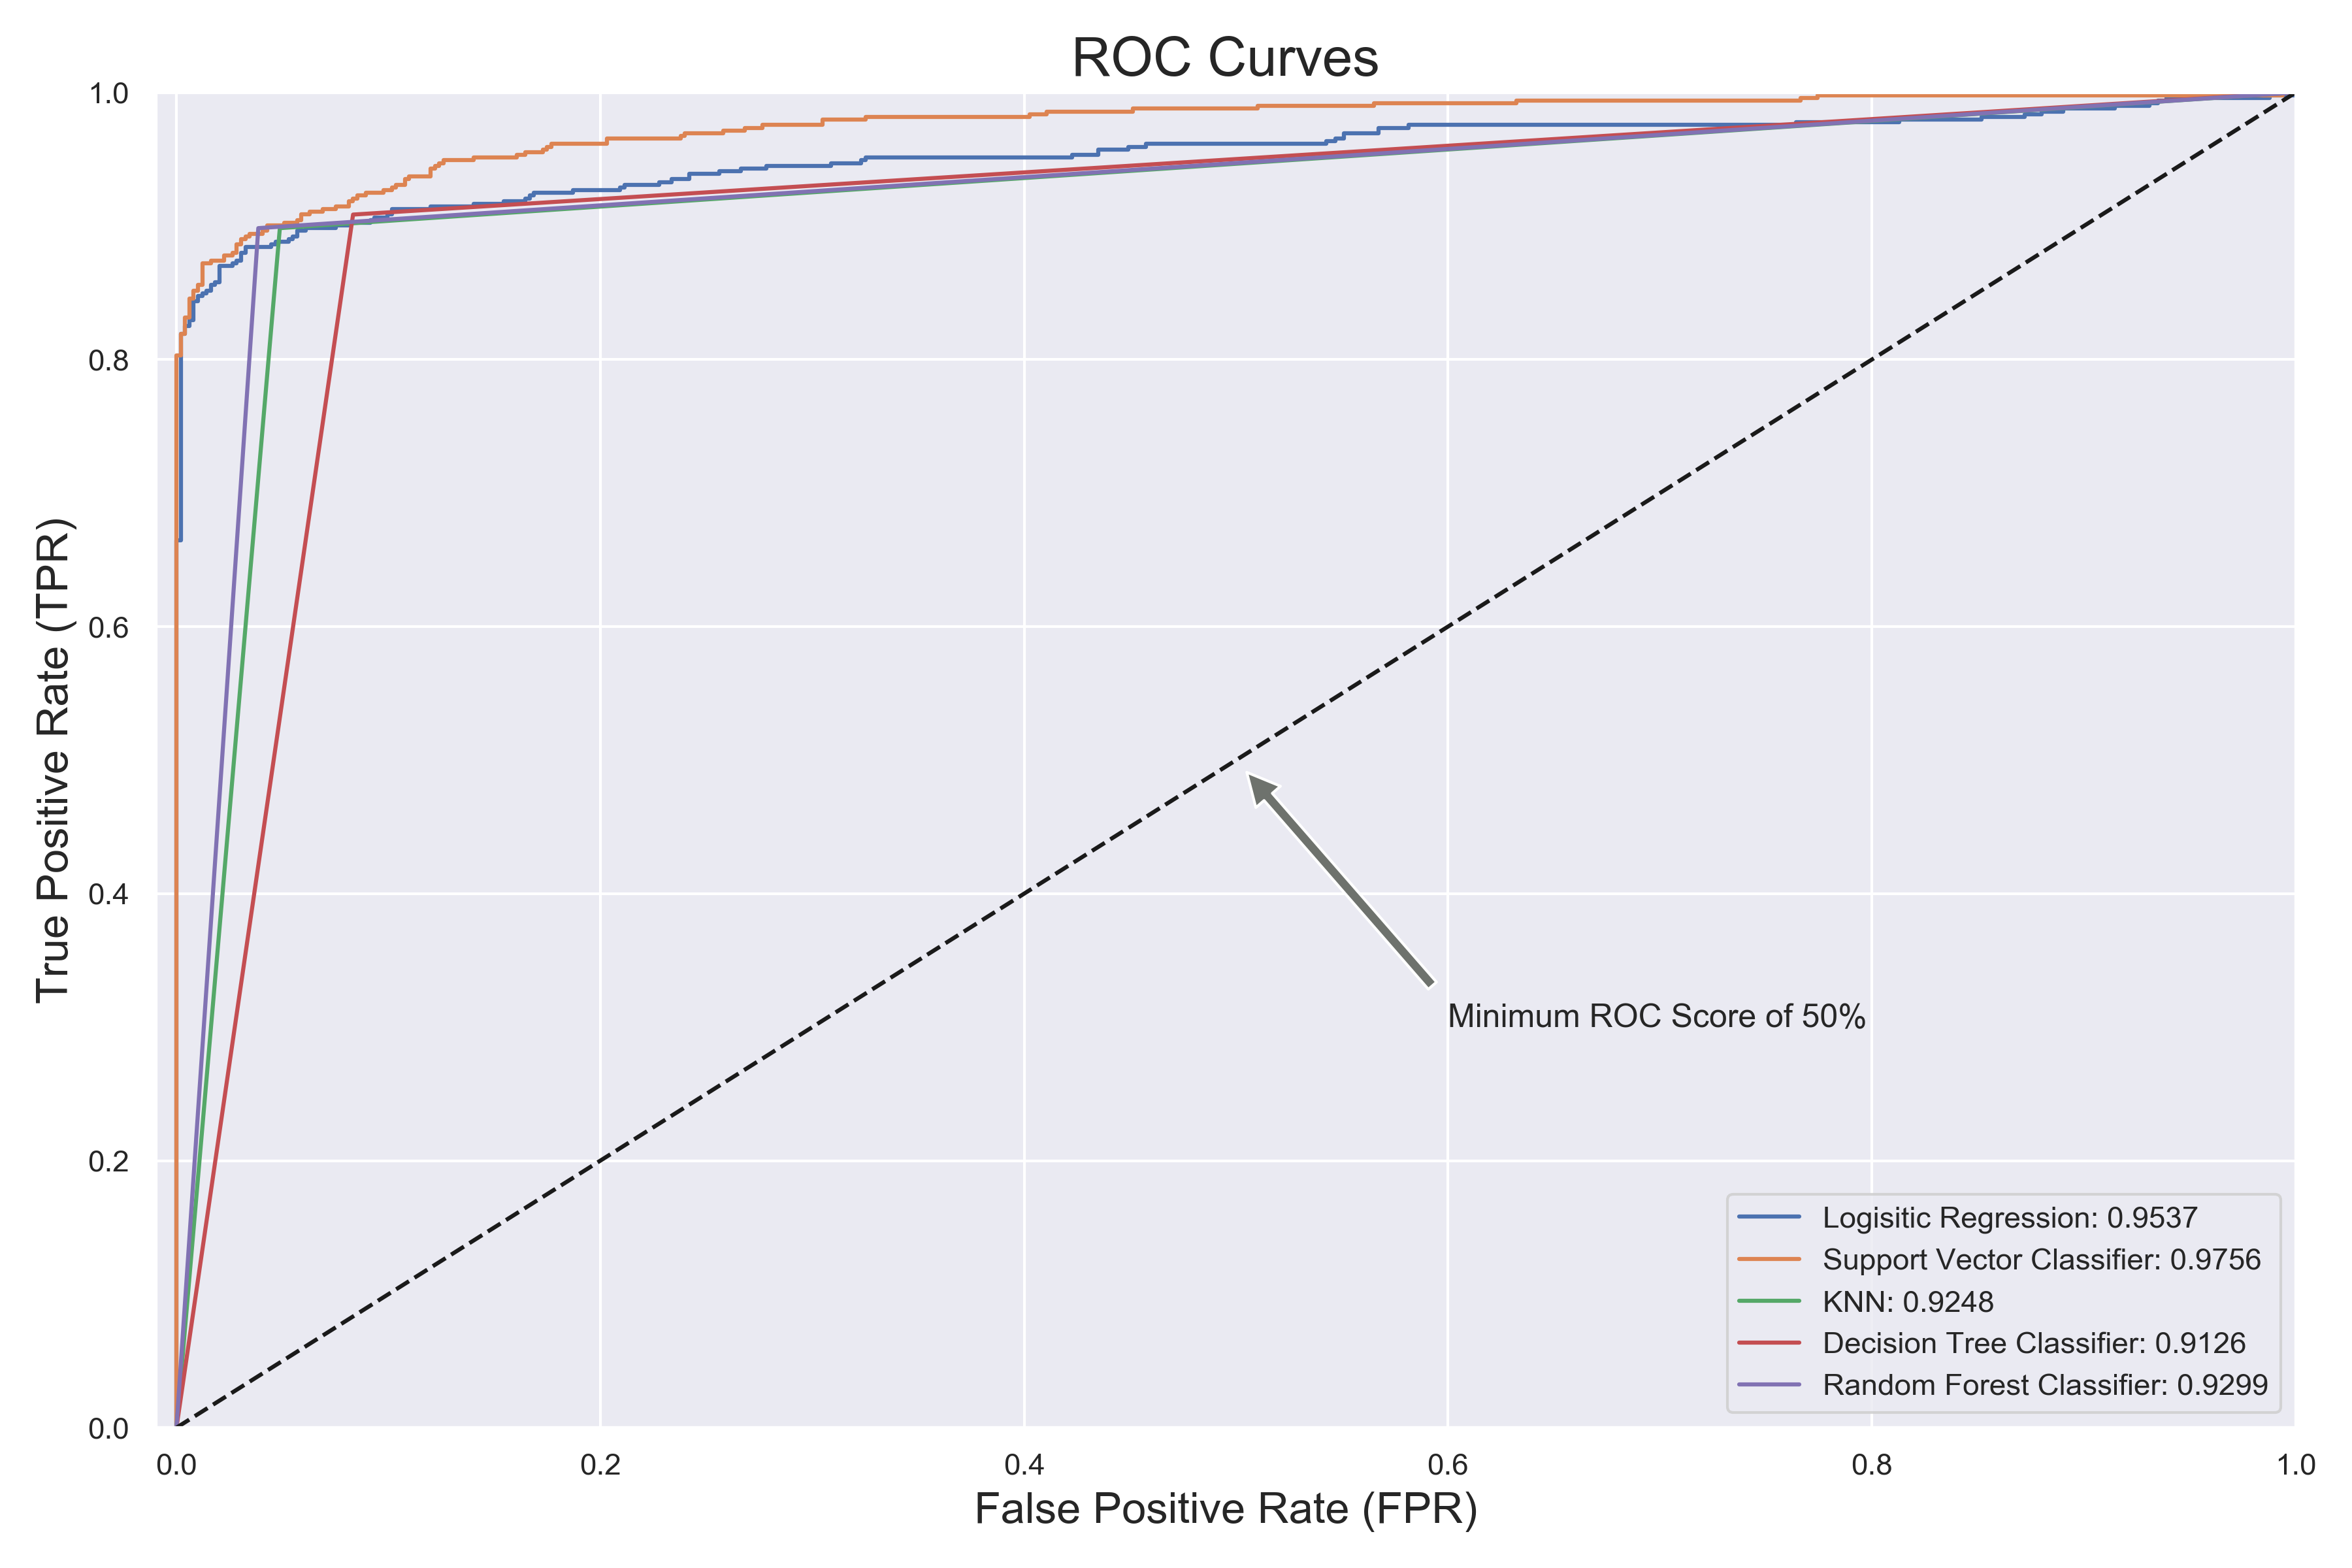 ROC Curves
True Positive Rate (TPR)
1.0
0.8
0.6
0.4
0.2
0.0
Minimum ROC Score of 50%
Logisitic Regression: 0.9537
Support Vector Classifier: 0.9756
KNN: 0.9248
Decision Tree Classifier: 0.9126
Random Forest Classifier: 0.9299
0.0 0.2 0.4 0.6 0.8 1.0
False Positive Rate (FPR)